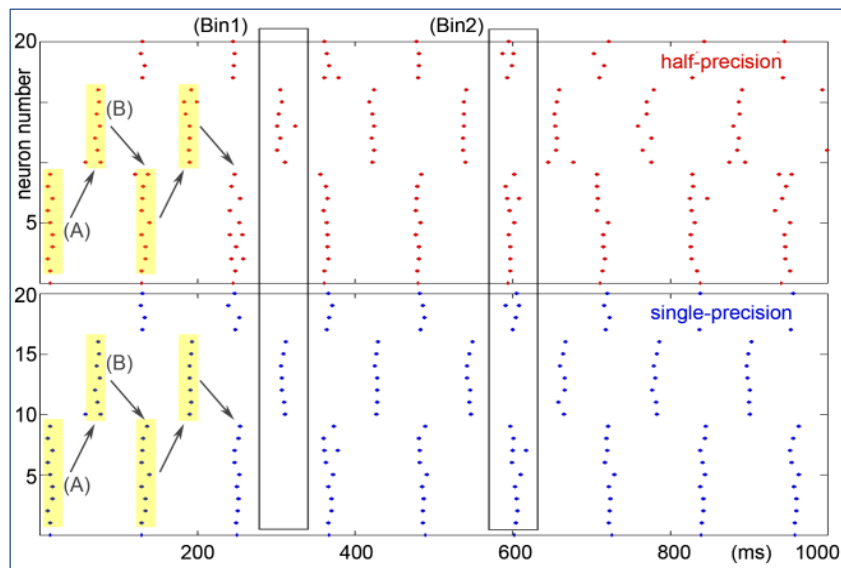 (Bin1) (Bin2)
20
half-precision
(B)
neuron number
(A)
5
20
single-precision
15
(B)
10
(A)
5
200 400 600 800 (ms) 1000